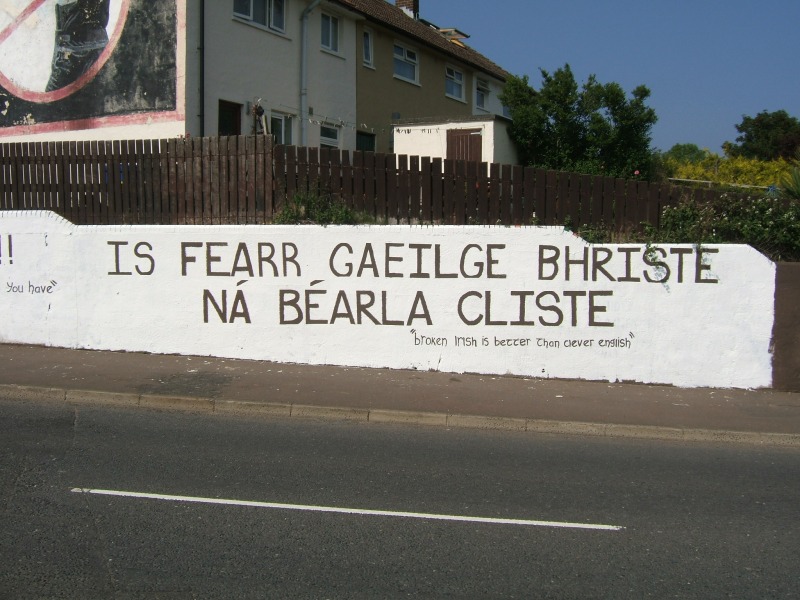 !!
You have"
IS FEARR GAEILGE BHRISTE
NÁ BÉARLA CLISTE
"broken Irish is better than clever english"